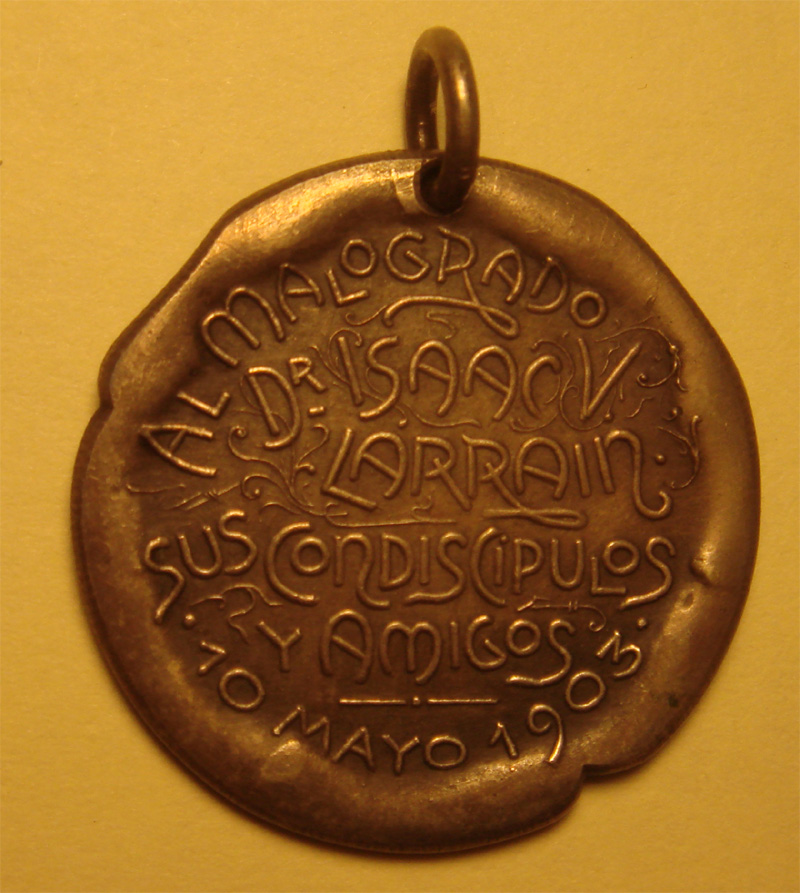 AL MALOGRADO
DR. ISAAC V.
LARRAIN.
SUS CONDISCIPULOS
Y AMIGOS
· 10 MAYO 1903 ·